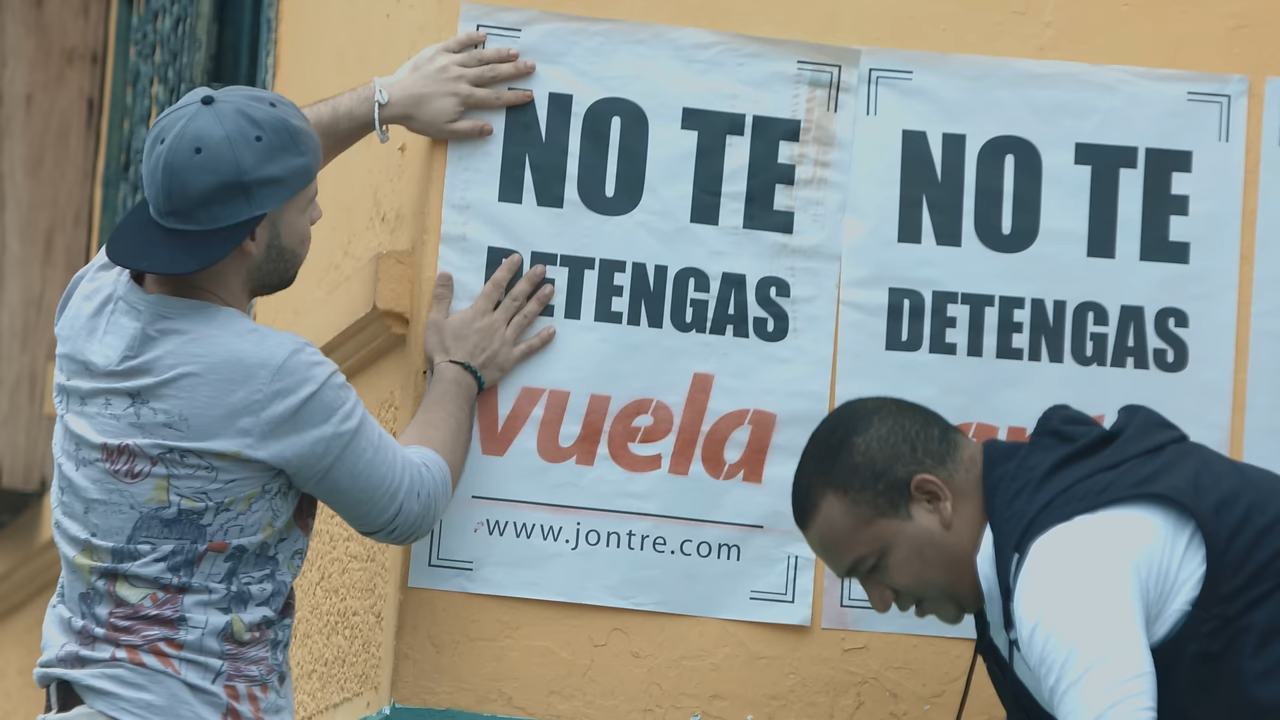 NO TE
DETENGAS
vuela
www.jontre.com
NO TE
DETENGAS